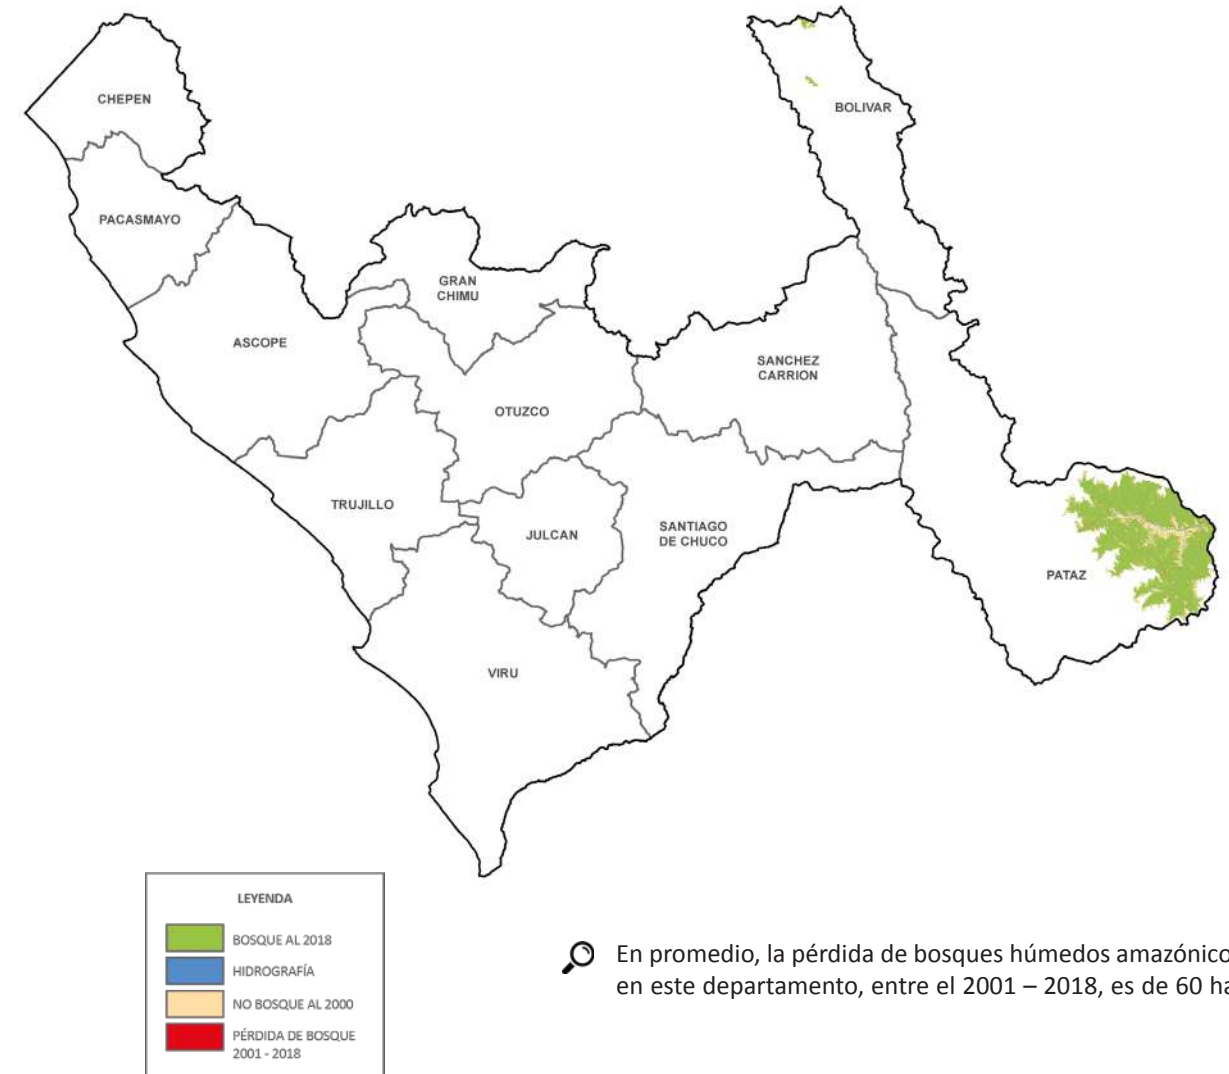 CHEPEN
BOLIVAR
PACASMAYO
GRAN
CHIMU
ASCOPE
SANCHEZ
CARRION
OTUZCO
TRUJILLO
JULCAN
SANTIAGO
DE CHUCO
PATAZ
VIRU
LEYENDA
BOSQUE AL 2018
HIDROGRAFÍA
NO BOSQUE AL 2000
PÉRDIDA DE BOSQUE
2001 - 2018
En promedio, la pérdida de bosques húmedos amazónico
en este departamento, entre el 2001 – 2018, es de 60 ha